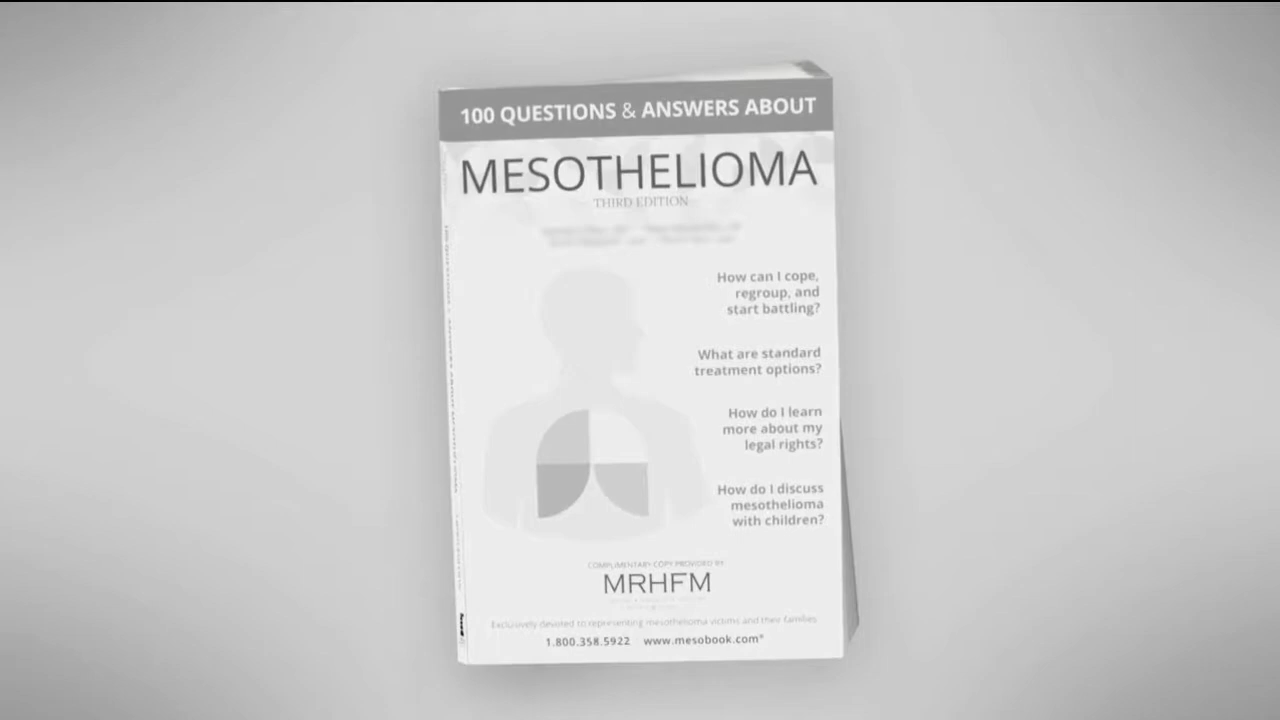 100 QUESTIONS & ANSWERS ABOUT
MESOTHELIOMA
THIRD EDITION
How can I cope,
regroup, and
start battling?
What are standard
treatment options?
How do I learn
more about my
legal rights?
How do I discuss
mesothelioma
with children?
COMPLIMENTARY COPY PROVIDED BY
MRHFM
Exclusively devoted to representing mesothelioma victims and their families
1.800.358.5922 www.mesobook.com®